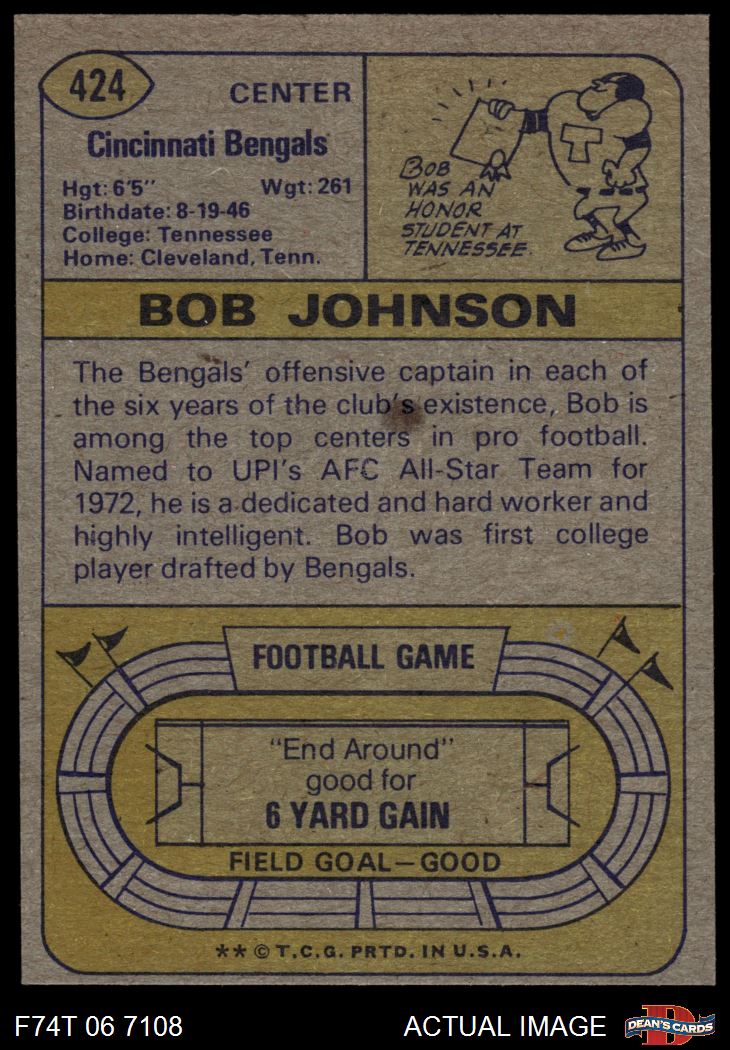 424
CENTER
Cincinnati Bengals
Hgt: 6'5" Wgt: 261
Birthdate: 8-19-46
College: Tennessee
Home: Cleveland, Tenn.
T
BOB
WAS AN
HONOR
STUDENT AT
TENNESSEE.
BOB JOHNSON
The Bengals' offensive captain in each of
the six years of the club's existence, Bob is
among the top centers in pro football.
Named to UPI's AFC All-Star Team for
1972, he is a dedicated and hard worker and
highly intelligent. Bob was first college
player drafted by Bengals.
FOOTBALL GAME
"End Around"
good for
6 YARD GAIN
FIELD GOAL—GOOD
** © T.C.G. PRTD. IN U.S.A.
F74T 06 7108
ACTUAL IMAGE
D
DEAN'S CARDS